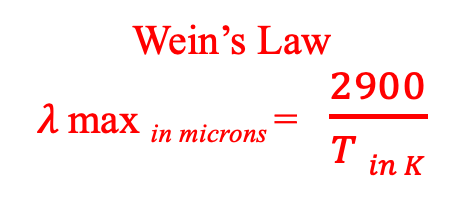 Wein’s Law
λ max in microns = 2900
T in K